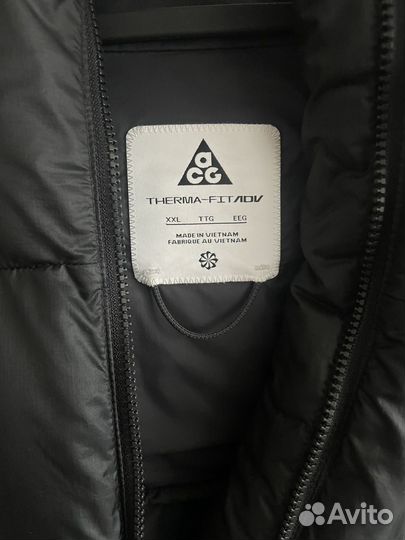 acG
THERMA-FITADV
XXL TTG EEG
MADE IN VIETNAM
FABRIQUE AU VIETNAM
Avito